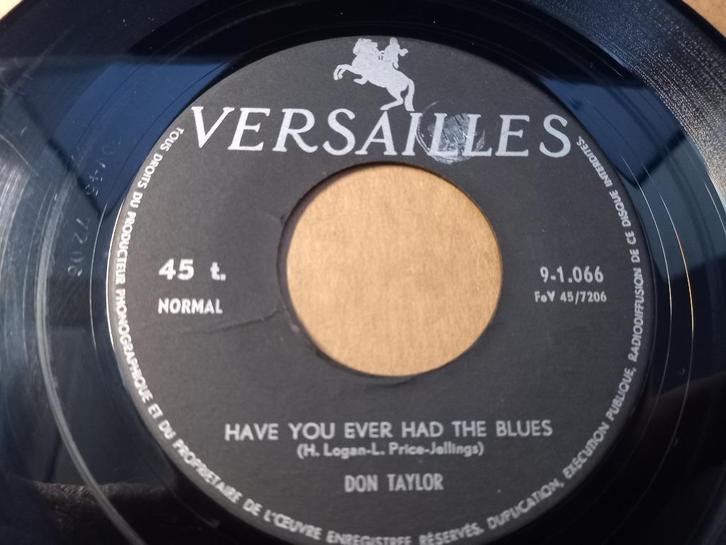 VERSAILLES
45 t.
NORMAL
9-1.066
FoV 45/7206
HAVE YOU EVER HAD THE BLUES
(H. Logan-L. Price-Jellings)
DON TAYLOR
TOUS DROITS DU PRODUCTEUR PHONOGRAPHIQUE ET DU PROPRIETAIRE DE L'ŒUVRE ENREGISTREE RÉSERVÉS. DUPLICATION, EXECUTION PUBLIQUE, RADIODIFFUSION DE CE DISQUE INTERDITES.